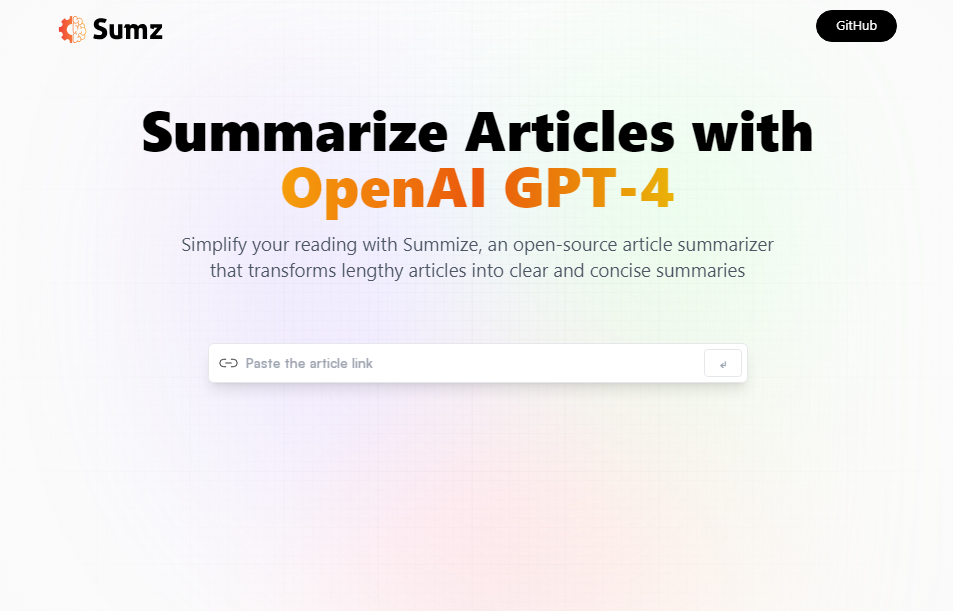 Sumz
GitHub
Summarize Articles with
OpenAI GPT-4
Simplify your reading with Summize, an open-source article summarizer
that transforms lengthy articles into clear and concise summaries
Paste the article link
↲